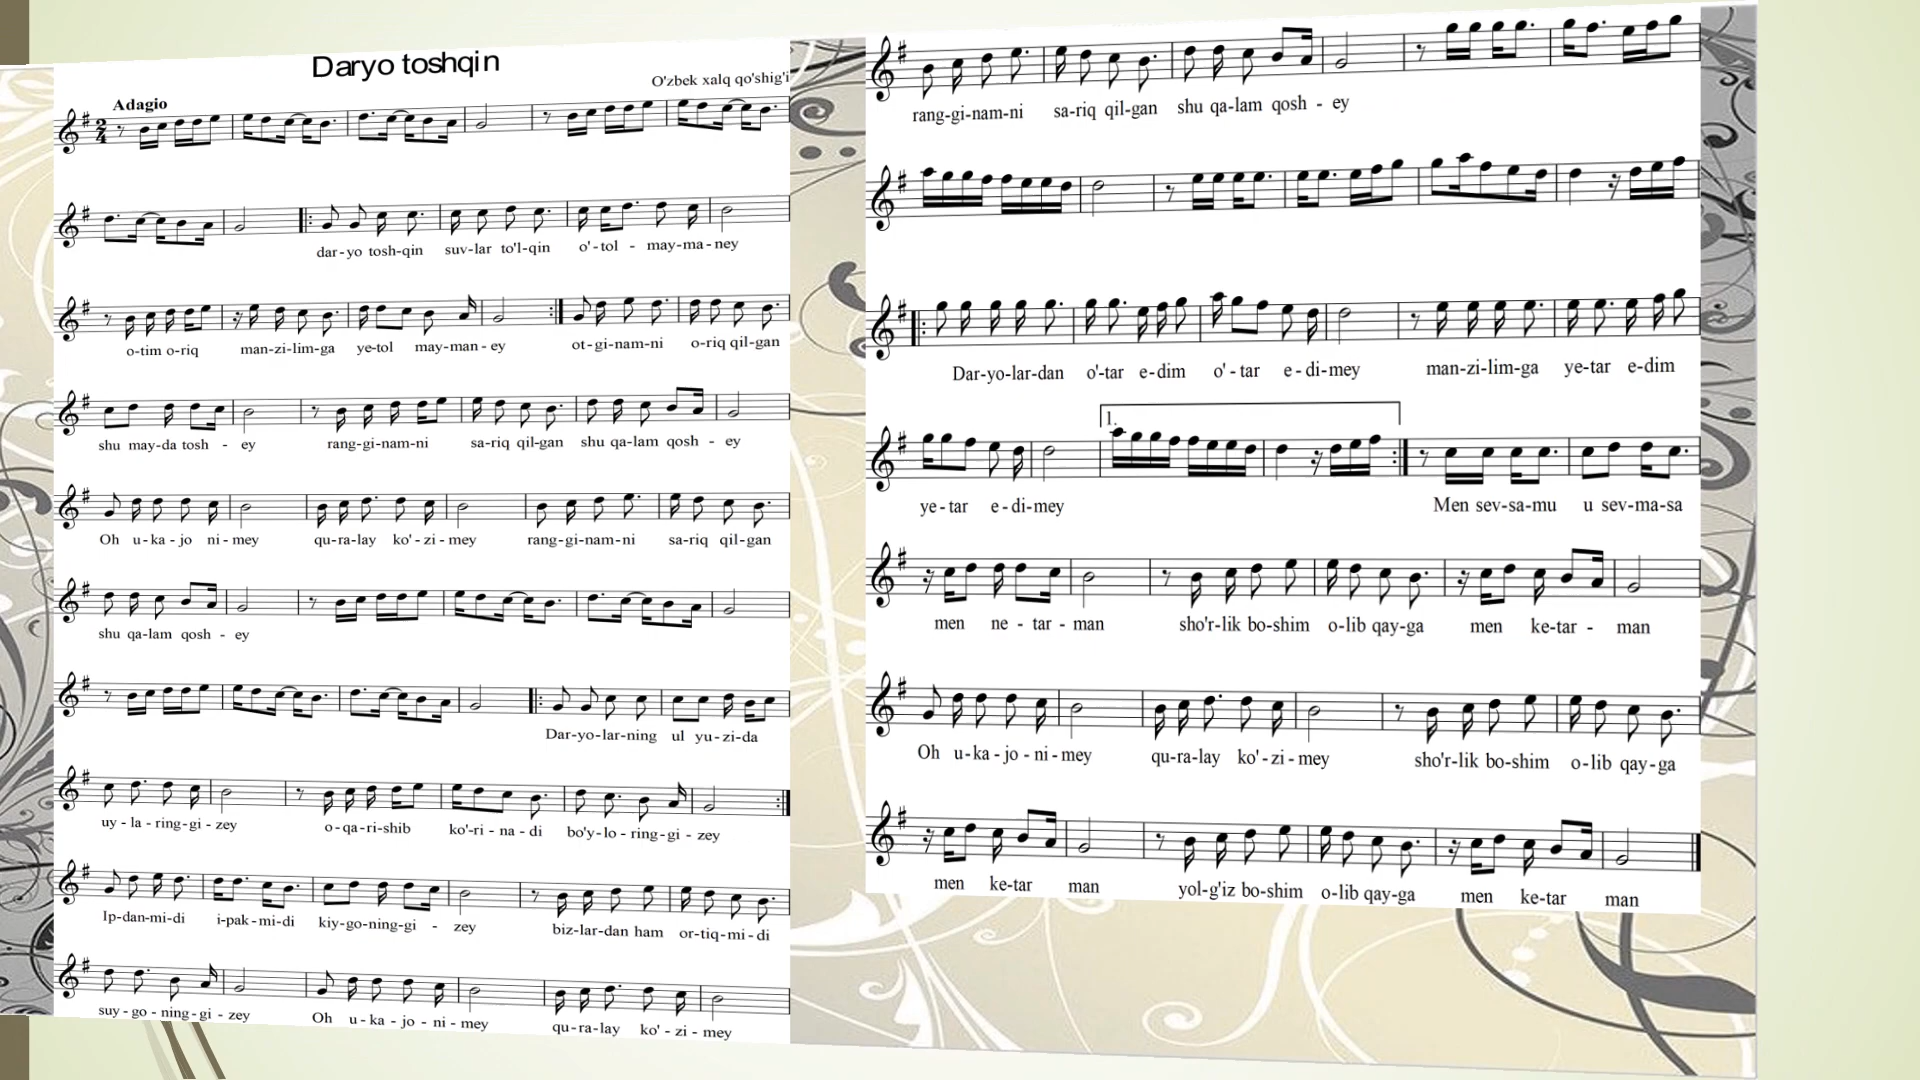 Daryo toshqin
O'zbek xalq qo'shig'i
Adagio
2
4
dar-yo tosh-qin suv-lar to'l-qin o'-tol - may-ma-ney
o-tim o-riq man-zi-lim-ga ye-tol may-man-ey ot-gi-nam-ni o-riq qil-gan
shu may-da tosh - ey rang-gi-nam-ni sa-riq qil-gan shu qa-lam qosh - ey
Oh u-ka-jo ni-mey qu-ra-lay ko'-zi-mey rang-gi-nam-ni sa-riq qil-gan
shu qa-lam qosh - ey
Dar-yo-lar-ning ul yu-zi-da
uy-la-ring-gi-zey o-qa-ri-shib ko'-ri-na-di bo'y-lo-ring-gi-zey
Ip-dan-mi-di i-pak-mi-di kiy-go-ning-gi - zey biz-lar-dan ham or-tiq-mi-di
suy-go-ning-gi-zey Oh u-ka-jo-ni-mey qu-ra-lay ko'-zi-mey
rang-gi-nam-ni sa-riq qil-gan shu qa-lam qosh - ey
Dar-yo-lar-dan o'-tar e-dim o'-tar e-di-mey man-zi-lim-ga ye-tar e-dim
1.
ye-tar e-di-mey Men sev-sa-mu u sev-ma-sa
men ne - tar - man sho'r-lik bo-shim o-lib qay-ga men ke-tar - man
Oh u-ka-jo-ni-mey qu-ra-lay ko'-zi-mey sho'r-lik bo-shim o-lib qay-ga
men ke-tar man yol-g'iz bo-shim o-lib qay-ga men ke-tar man